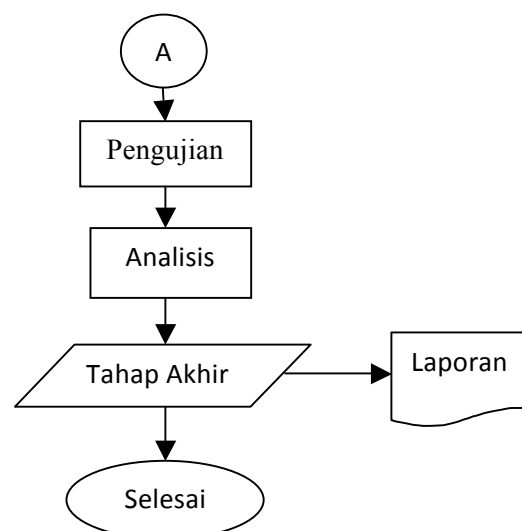 A
Pengujian
Analisis
Tahap Akhir
Laporan
Selesai